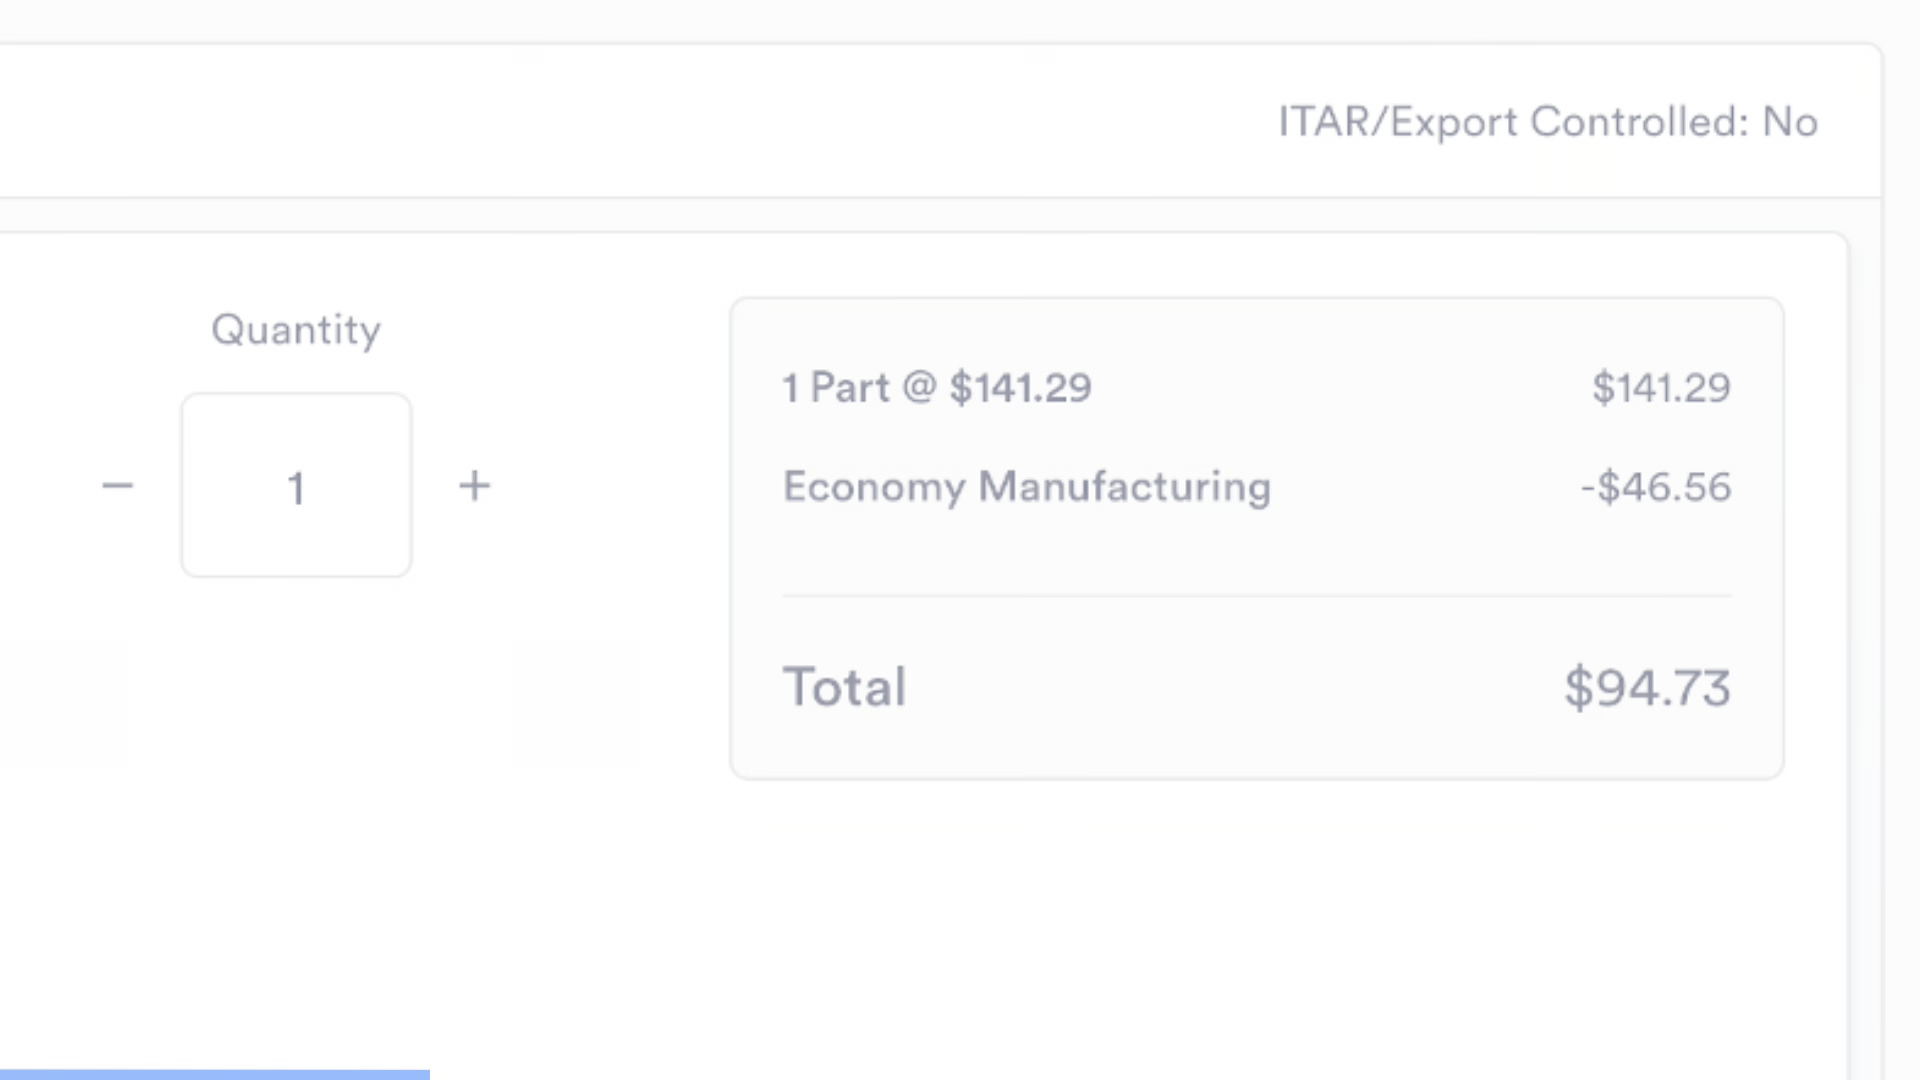 ITAR/Export Controlled: No
Quantity
− 1 +
1 Part @ $141.29 $141.29
Economy Manufacturing -$46.56
Total $94.73